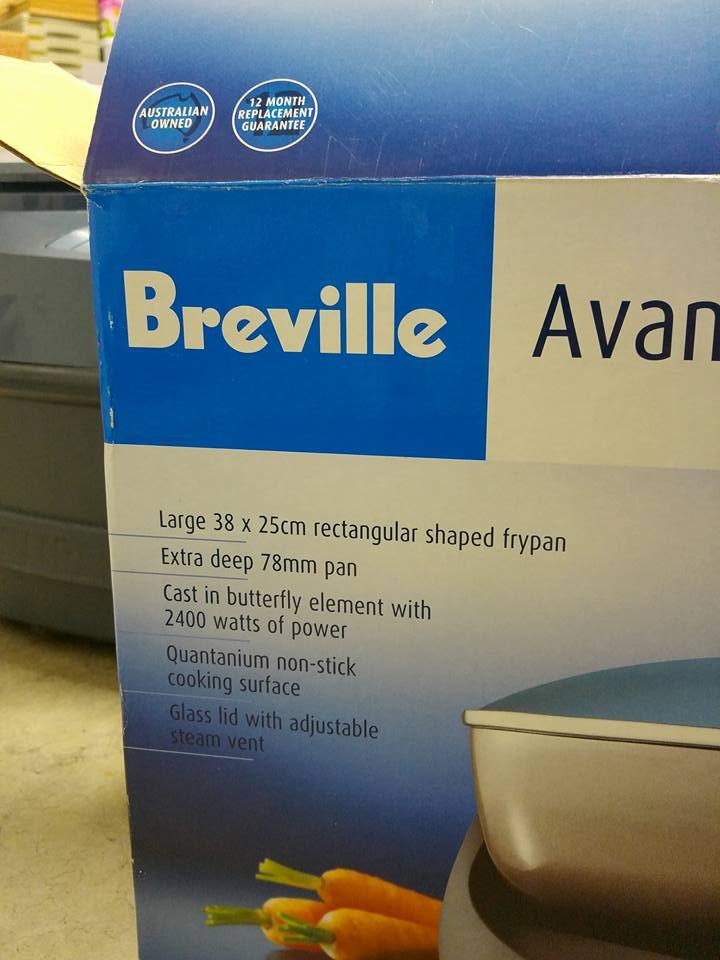 AUSTRALIAN
OWNED
12 MONTH
REPLACEMENT
GUARANTEE
Breville
Avan
Large 38 x 25cm rectangular shaped frypan
Extra deep 78mm pan
Cast in butterfly element with
2400 watts of power
Quantanium non-stick
cooking surface
Glass lid with adjustable
steam vent